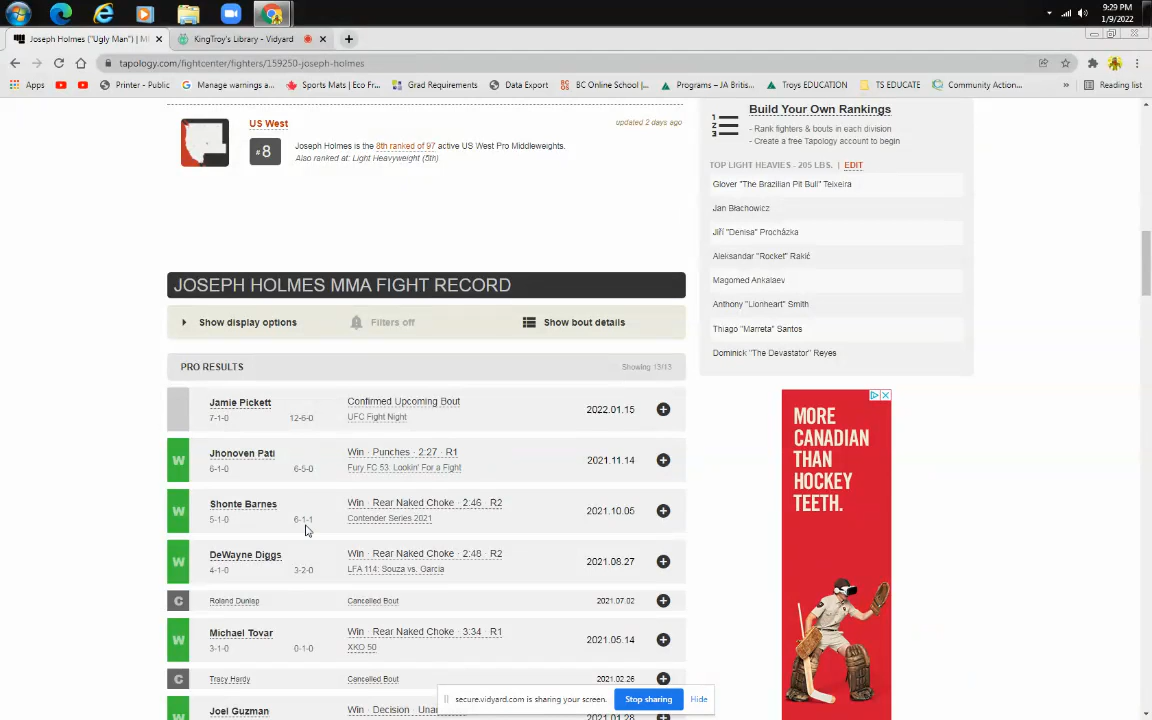 9:29 PM
1/9/2022
Joseph Holmes ("Ugly Man") | M
KingTroy's Library - Vidyard
tapology.com/fightcenter/fighters/159250-joseph-holmes
Apps
Printer - Public
Manage warnings a...
Sports Mats | Eco Fr...
Grad Requirements
Data Export
BC Online School |...
Programs – JA Britis...
Troys EDUCATION
TS EDUCATE
Community Action...
»
Reading list
US West
updated 2 days ago
#8
Joseph Holmes is the 8th ranked of 97 active US West Pro Middleweights.
Also ranked at: Light Heavyweight (5th)
JOSEPH HOLMES MMA FIGHT RECORD
Show display options
Filters off
Show bout details
PRO RESULTS
Showing 13/13
Jamie Pickett
7-1-0 12-6-0
Confirmed Upcoming Bout
UFC Fight Night
2022.01.15
W
Jhonoven Pati
6-1-0 6-5-0
Win · Punches · 2:27 · R1
Fury FC 53: Lookin' For a Fight
2021.11.14
W
Shonte Barnes
5-1-0 6-1-1
Win · Rear Naked Choke · 2:46 · R2
Contender Series 2021
2021.10.05
W
DeWayne Diggs
4-1-0 3-2-0
Win · Rear Naked Choke · 2:48 · R2
LFA 114: Souza vs. Garcia
2021.08.27
C
Roland Dunlap
Cancelled Bout
2021.07.02
W
Michael Tovar
3-1-0 0-1-0
Win · Rear Naked Choke · 3:34 · R1
XKO 50
2021.05.14
C
Tracy Hardy
Cancelled Bout
2021.02.26
W
Joel Guzman
Win · Decision · Unan
2021.01.28
Build Your Own Rankings
– Rank fighters & bouts in each division
– Create a free Tapology account to begin
TOP LIGHT HEAVIES - 205 LBS. | EDIT
Glover "The Brazilian Pit Bull" Teixeira
Jan Błachowicz
Jiří "Denisa" Procházka
Aleksandar "Rocket" Rakić
Magomed Ankalaev
Anthony "Lionheart" Smith
Thiago "Marreta" Santos
Dominick "The Devastator" Reyes
MORE
CANADIAN
THAN
HOCKEY
TEETH.
secure.vidyard.com is sharing your screen.
Stop sharing
Hide